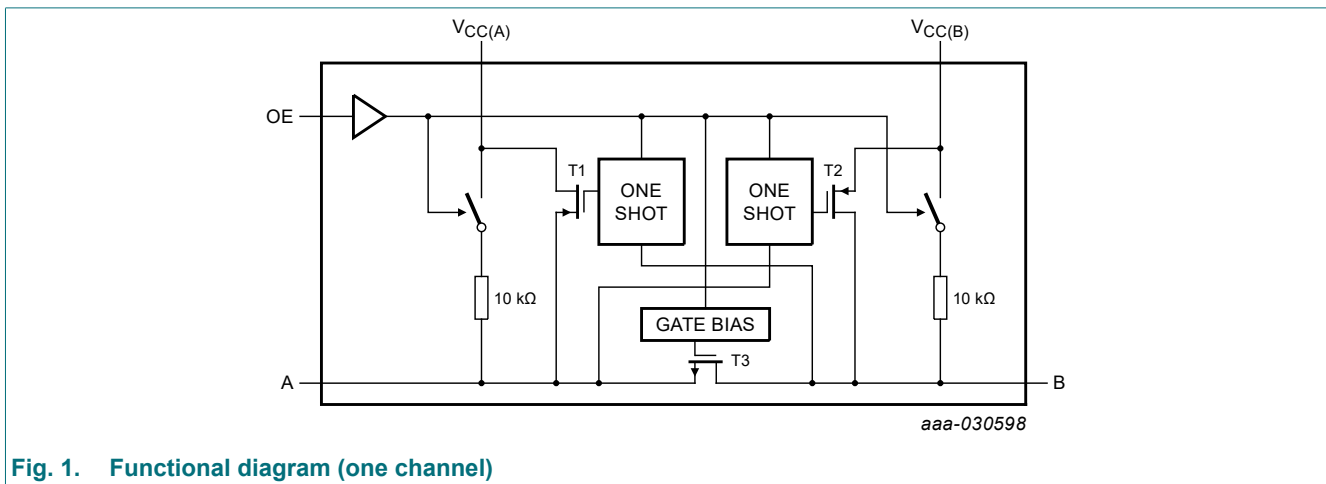 VCC(A)
VCC(B)
OE
T1
ONE
SHOT
ONE
SHOT
T2
10 kΩ
10 kΩ
GATE BIAS
T3
A
B
aaa-030598
Fig. 1. Functional diagram (one channel)